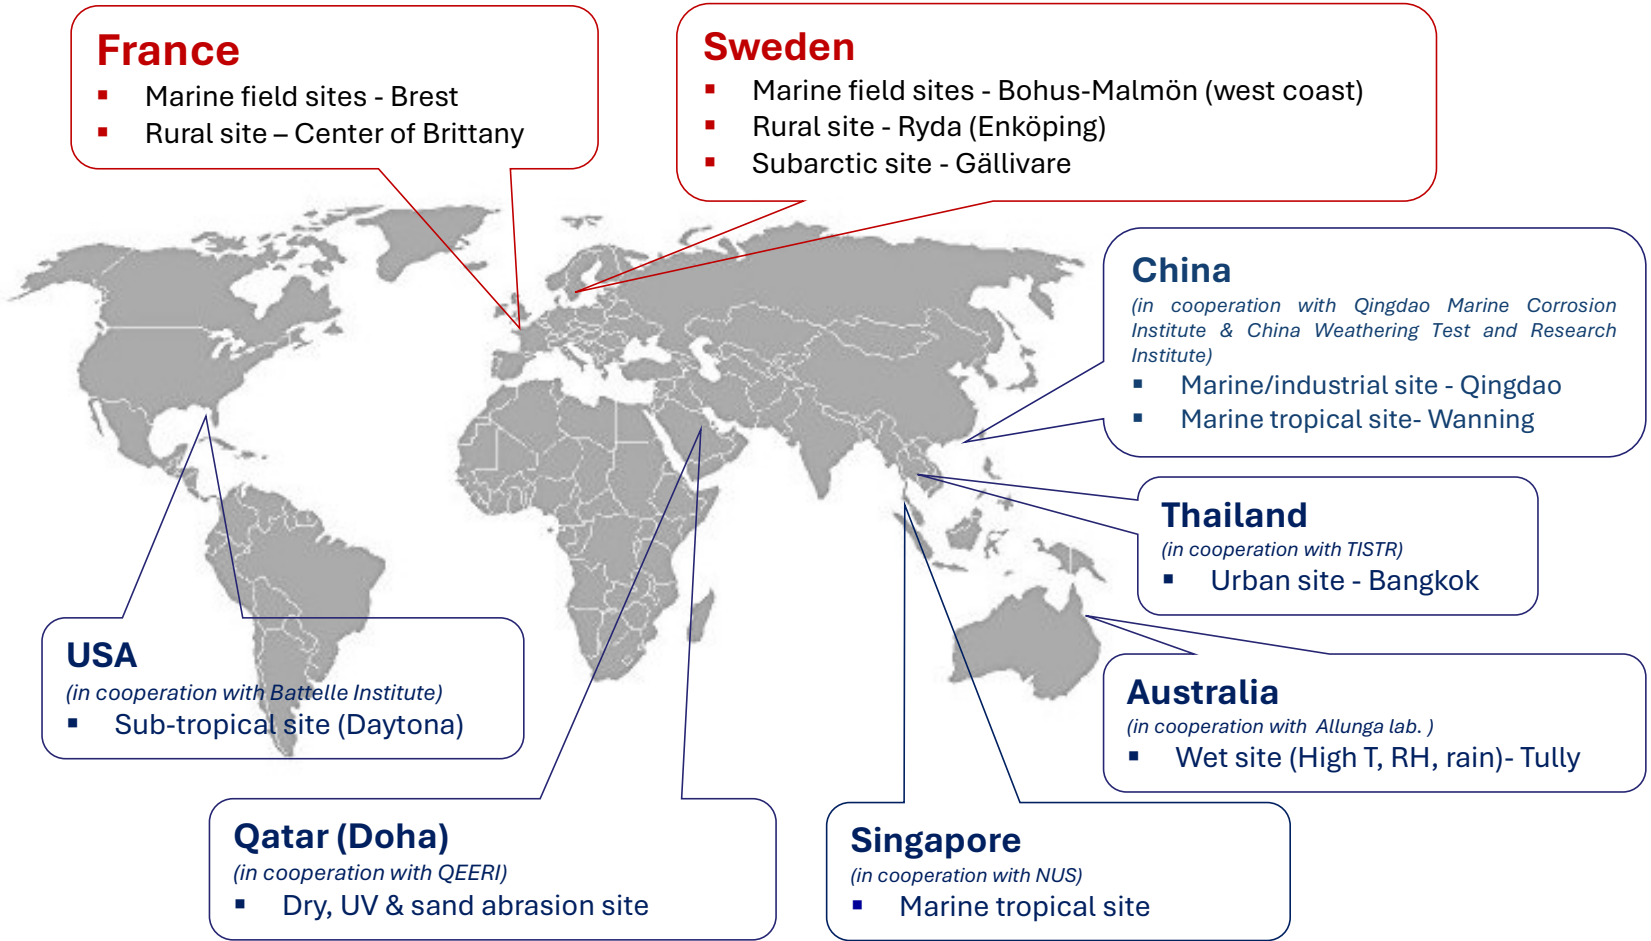 France
▪ Marine field sites - Brest
▪ Rural site – Center of Brittany
Sweden
▪ Marine field sites - Bohus-Malmön (west coast)
▪ Rural site - Ryda (Enköping)
▪ Subarctic site - Gällivare
China
(in cooperation with Qingdao Marine Corrosion
Institute & China Weathering Test and Research
Institute)
▪ Marine/industrial site - Qingdao
▪ Marine tropical site- Wanning
Thailand
(in cooperation with TISTR)
▪ Urban site - Bangkok
USA
(in cooperation with Battelle Institute)
▪ Sub-tropical site (Daytona)
Australia
(in cooperation with Allunga lab. )
▪ Wet site (High T, RH, rain)- Tully
Qatar (Doha)
(in cooperation with QEERI)
▪ Dry, UV & sand abrasion site
Singapore
(in cooperation with NUS)
▪ Marine tropical site